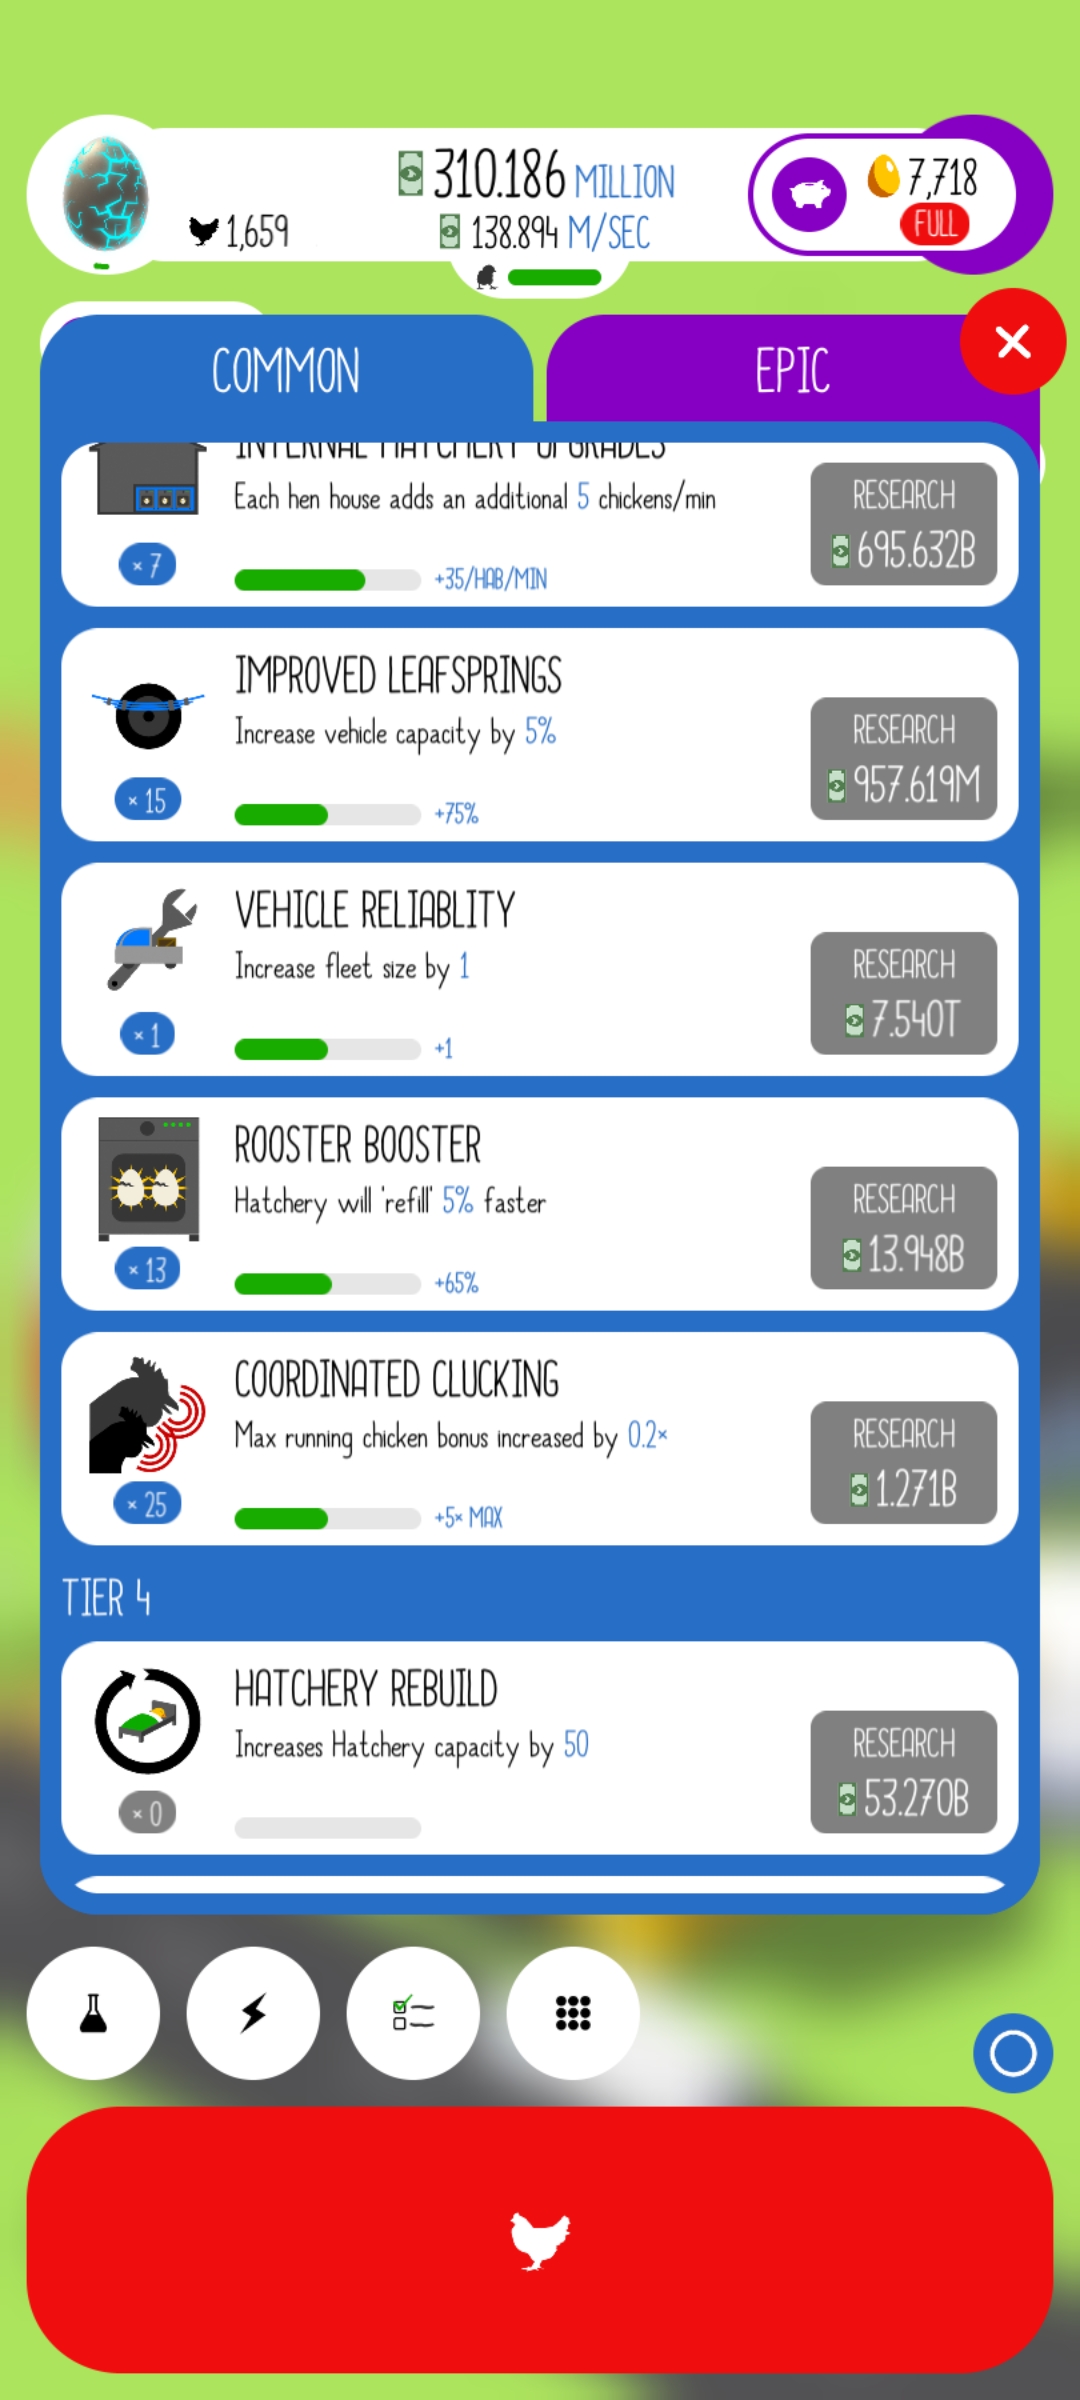 310.186 MILLION
7,718
1,659
138.894 M/SEC
FULL
COMMON
EPIC
INTERNAL HATCHERY UPGRADES
Each hen house adds an additional 5 chickens/min
RESEARCH
695.632B
× 7
+35/HAB/MIN
IMPROVED LEAFSPRINGS
Increase vehicle capacity by 5%
RESEARCH
957.619M
× 15
+75%
VEHICLE RELIABLITY
Increase fleet size by 1
RESEARCH
7.540T
× 1
+1
ROOSTER BOOSTER
Hatchery will 'refill' 5% faster
RESEARCH
13.948B
× 13
+65%
COORDINATED CLUCKING
Max running chicken bonus increased by 0.2×
RESEARCH
1.271B
× 25
+5× MAX
TIER 4
HATCHERY REBUILD
Increases Hatchery capacity by 50
RESEARCH
53.270B
× 0